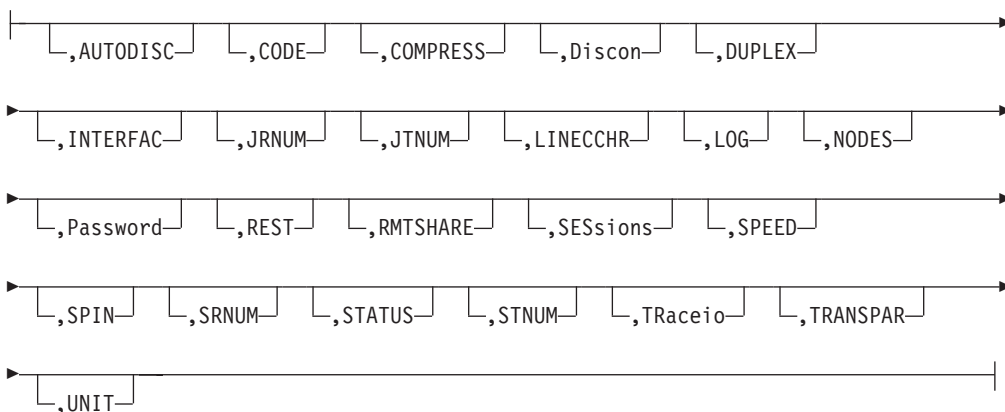 ,AUTODISC ,CODE ,COMPRESS ,Discon ,DUPLEX
,INTERFAC ,JRNUM ,JTNUM ,LINECCHR ,LOG ,NODES
,Password ,REST ,RMTSHARE ,SESsions ,SPEED
,SPIN ,SRNUM ,STATUS ,STNUM ,TRaceio ,TRANSPAR
,UNIT